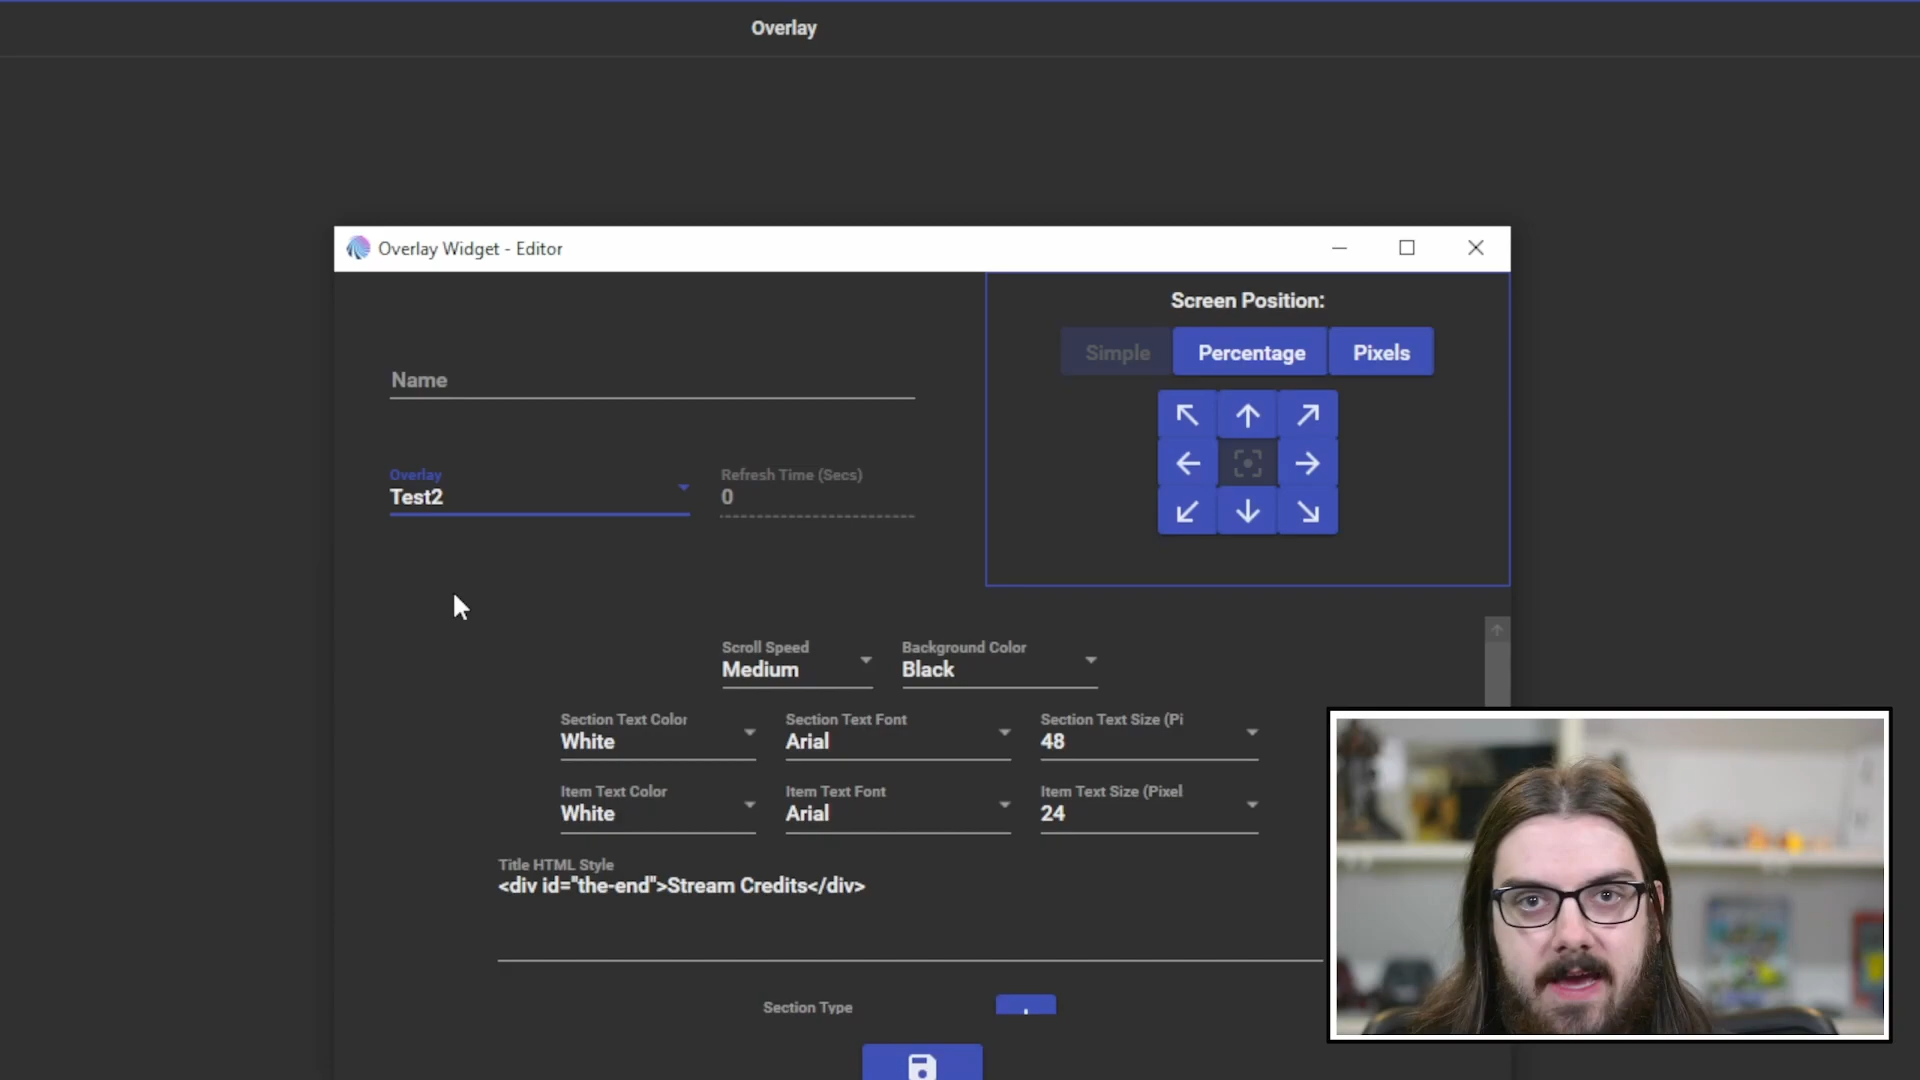 Overlay
Overlay Widget - Editor
Screen Position:
Simple Percentage Pixels
Name
Overlay
Test2
Refresh Time (Secs)
0
Scroll Speed
Medium
Background Color
Black
Section Text Color
White
Section Text Font
Arial
Section Text Size (Pi
48
Item Text Color
White
Item Text Font
Arial
Item Text Size (Pixel
24
Title HTML Style
<div id="the-end">Stream Credits</div>
Section Type